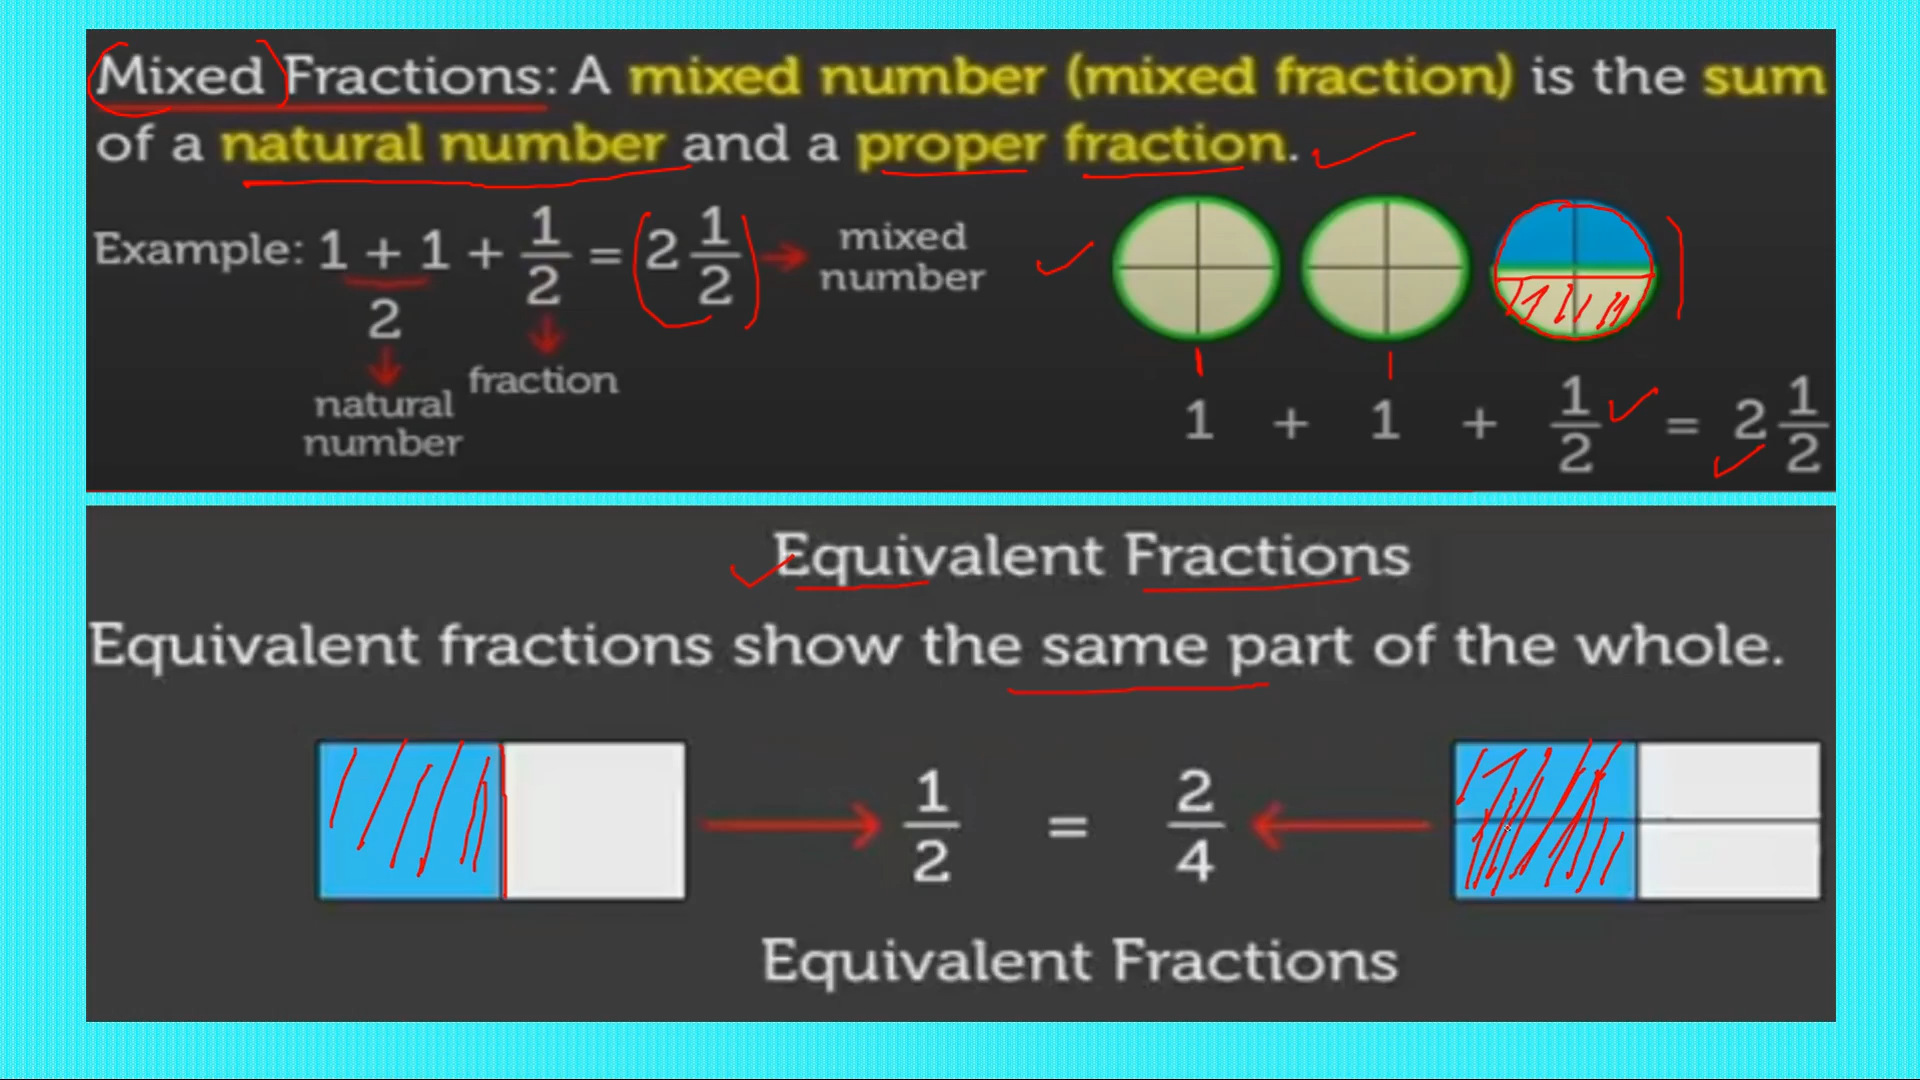 Mixed Fractions: A mixed number (mixed fraction) is the sum
of a natural number and a proper fraction.
Example: 1 + 1 + 1/2 = 2 1/2 → mixed number
2
natural number
fraction
1 + 1 + 1/2 = 2 1/2
Equivalent Fractions
Equivalent fractions show the same part of the whole.
1/2 = 2/4
Equivalent Fractions